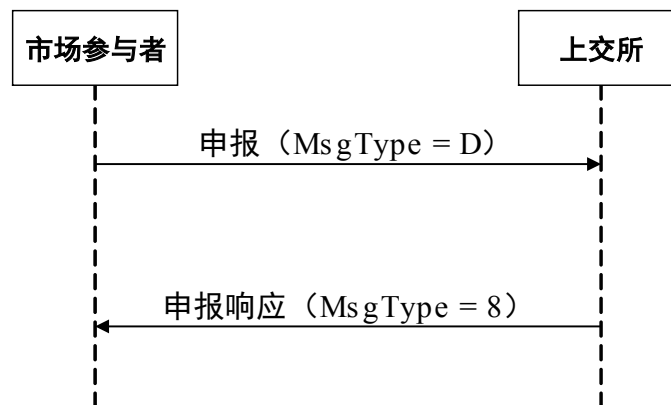 市场参与者
上交所
申报（MsgType = D）
申报响应（MsgType = 8）